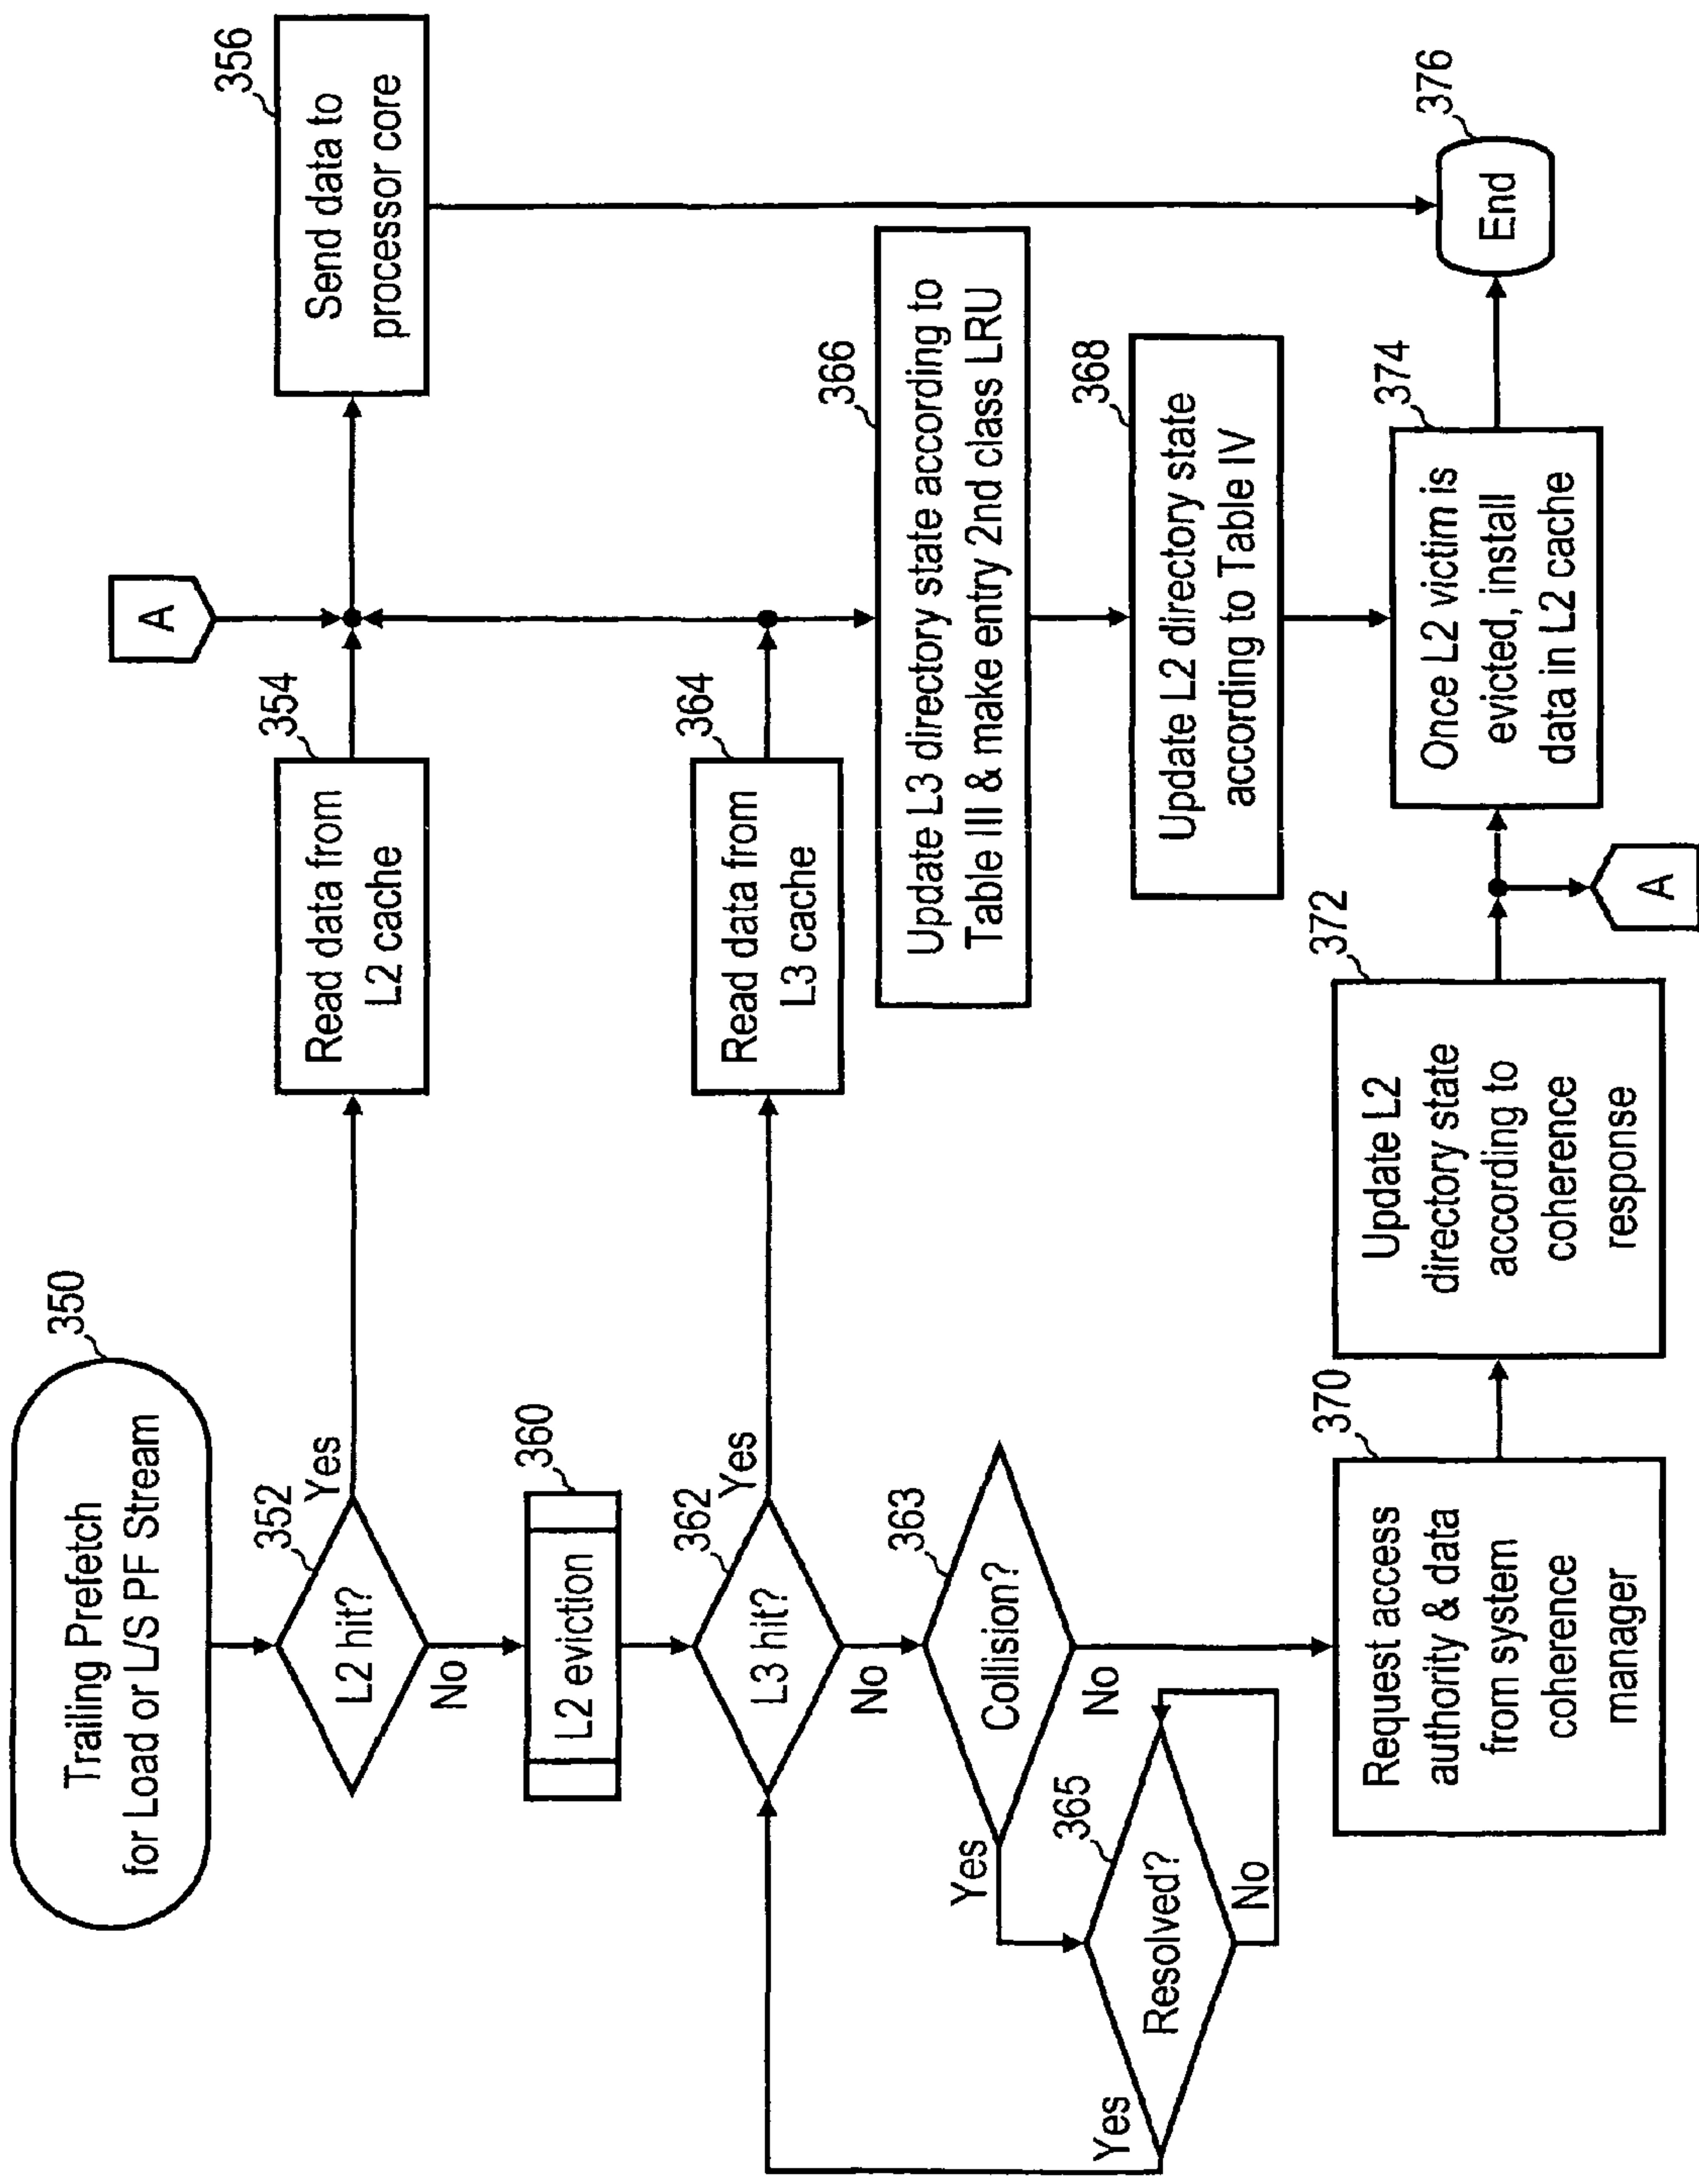 350
Trailing Prefetch
for Load or L/S PF Stream
352
L2 hit?
Yes
No
354
Read data from
L2 cache
A
356
Send data to
processor core
360
L2 eviction
362
L3 hit?
Yes
No
364
Read data from
L3 cache
366
Update L3 directory state according to
Table III & make entry 2nd class LRU
368
Update L2 directory state
according to Table IV
363
Collision?
Yes
No
365
Resolved?
Yes
No
370
Request access
authority & data
from system
coherence
manager
372
Update L2
directory state
according to
coherence
response
A
374
Once L2 victim is
evicted, install
data in L2 cache
376
End